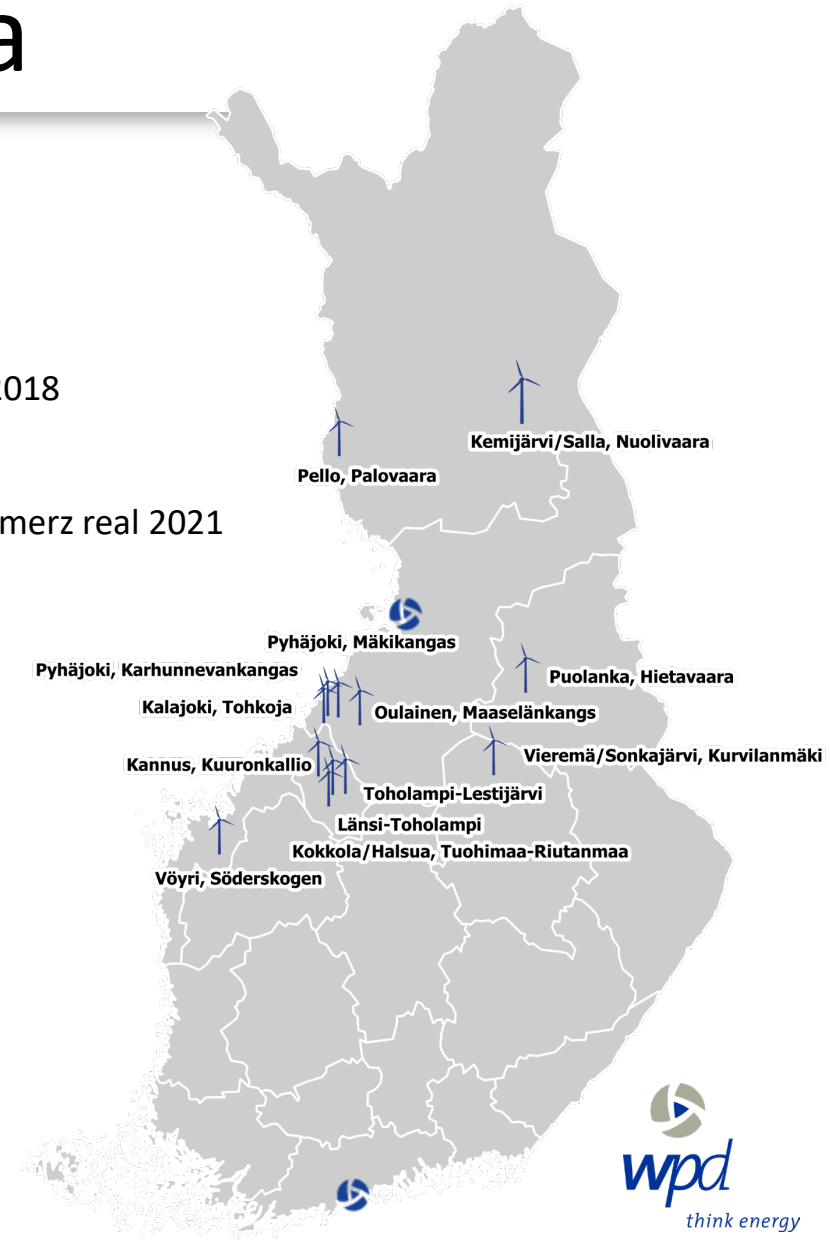 a
2018
merz real 2021
Kemijärvi/Salla, Nuolivaara
Pello, Palovaara
Pyhäjoki, Mäkikangas
Pyhäjoki, Karhunnevankangas
Puolanka, Hietavaara
Kalajoki, Tohkoja
Oulainen, Maaselänkangs
Vieremä/Sonkajärvi, Kurvilanmäki
Kannus, Kuuronkallio
Toholampi-Lestijärvi
Länsi-Toholampi
Kokkola/Halsua, Tuohimaa-Riutanmaa
Vöyri, Söderskogen
wpd
think energy